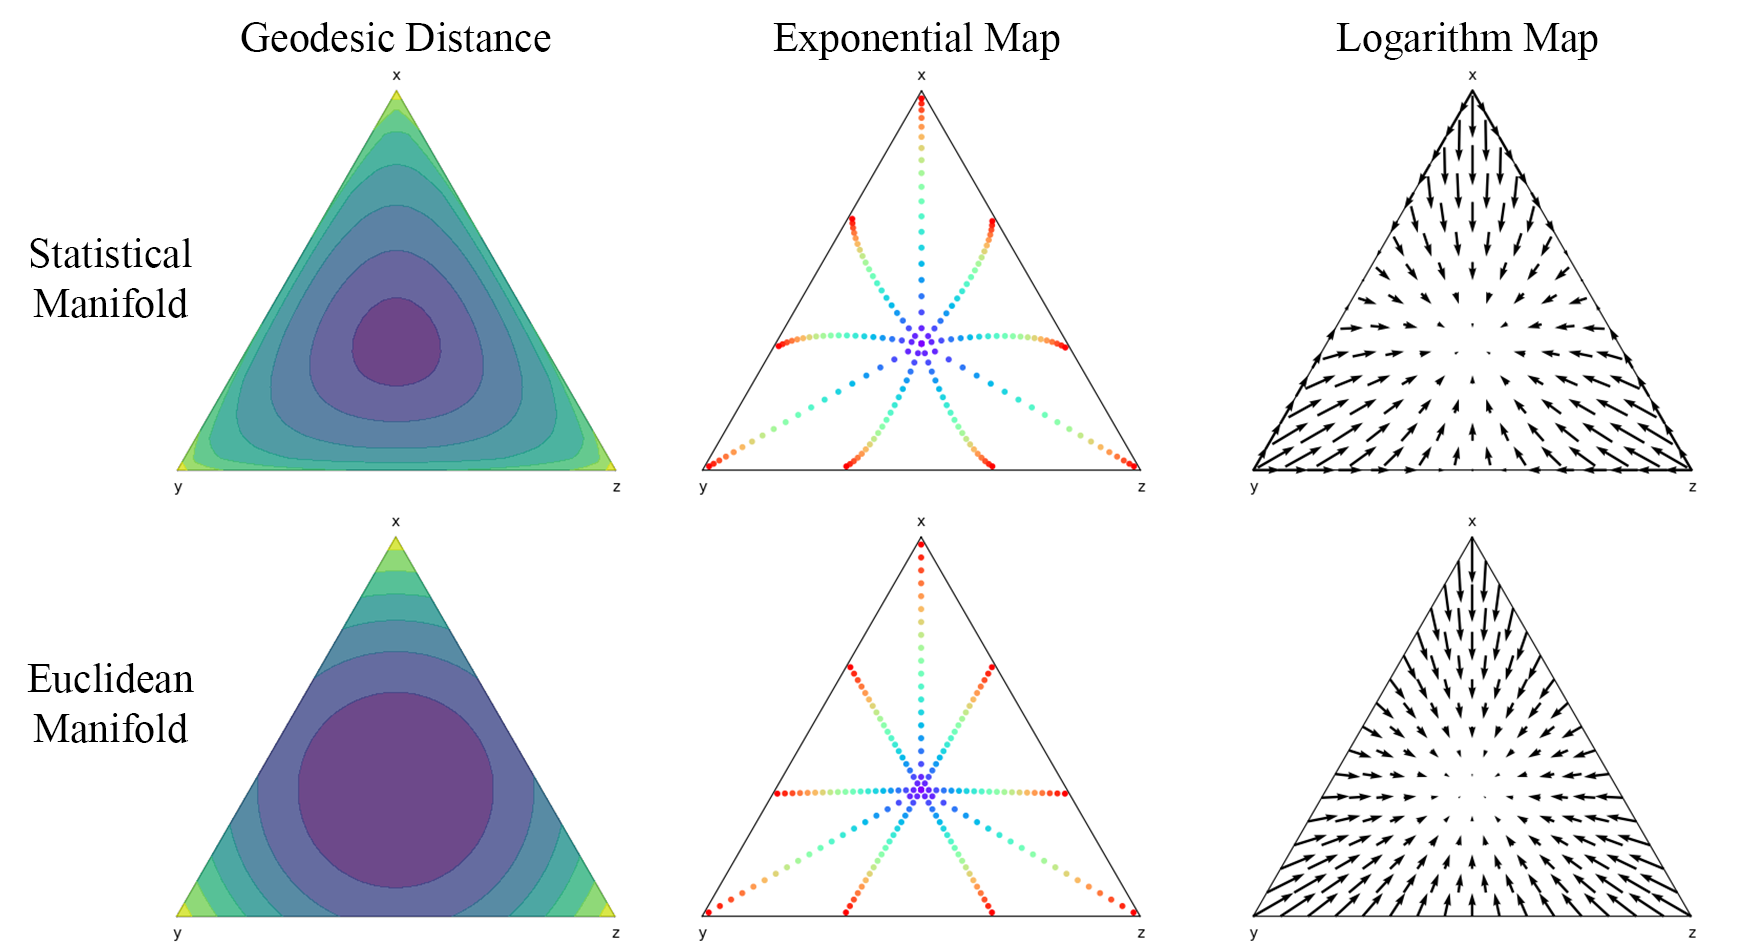 Geodesic Distance
Exponential Map
Logarithm Map
x
x
x
Statistical
Manifold
y
z
y
z
y
z
x
x
x
Euclidean
Manifold
y
z
y
z
y
z